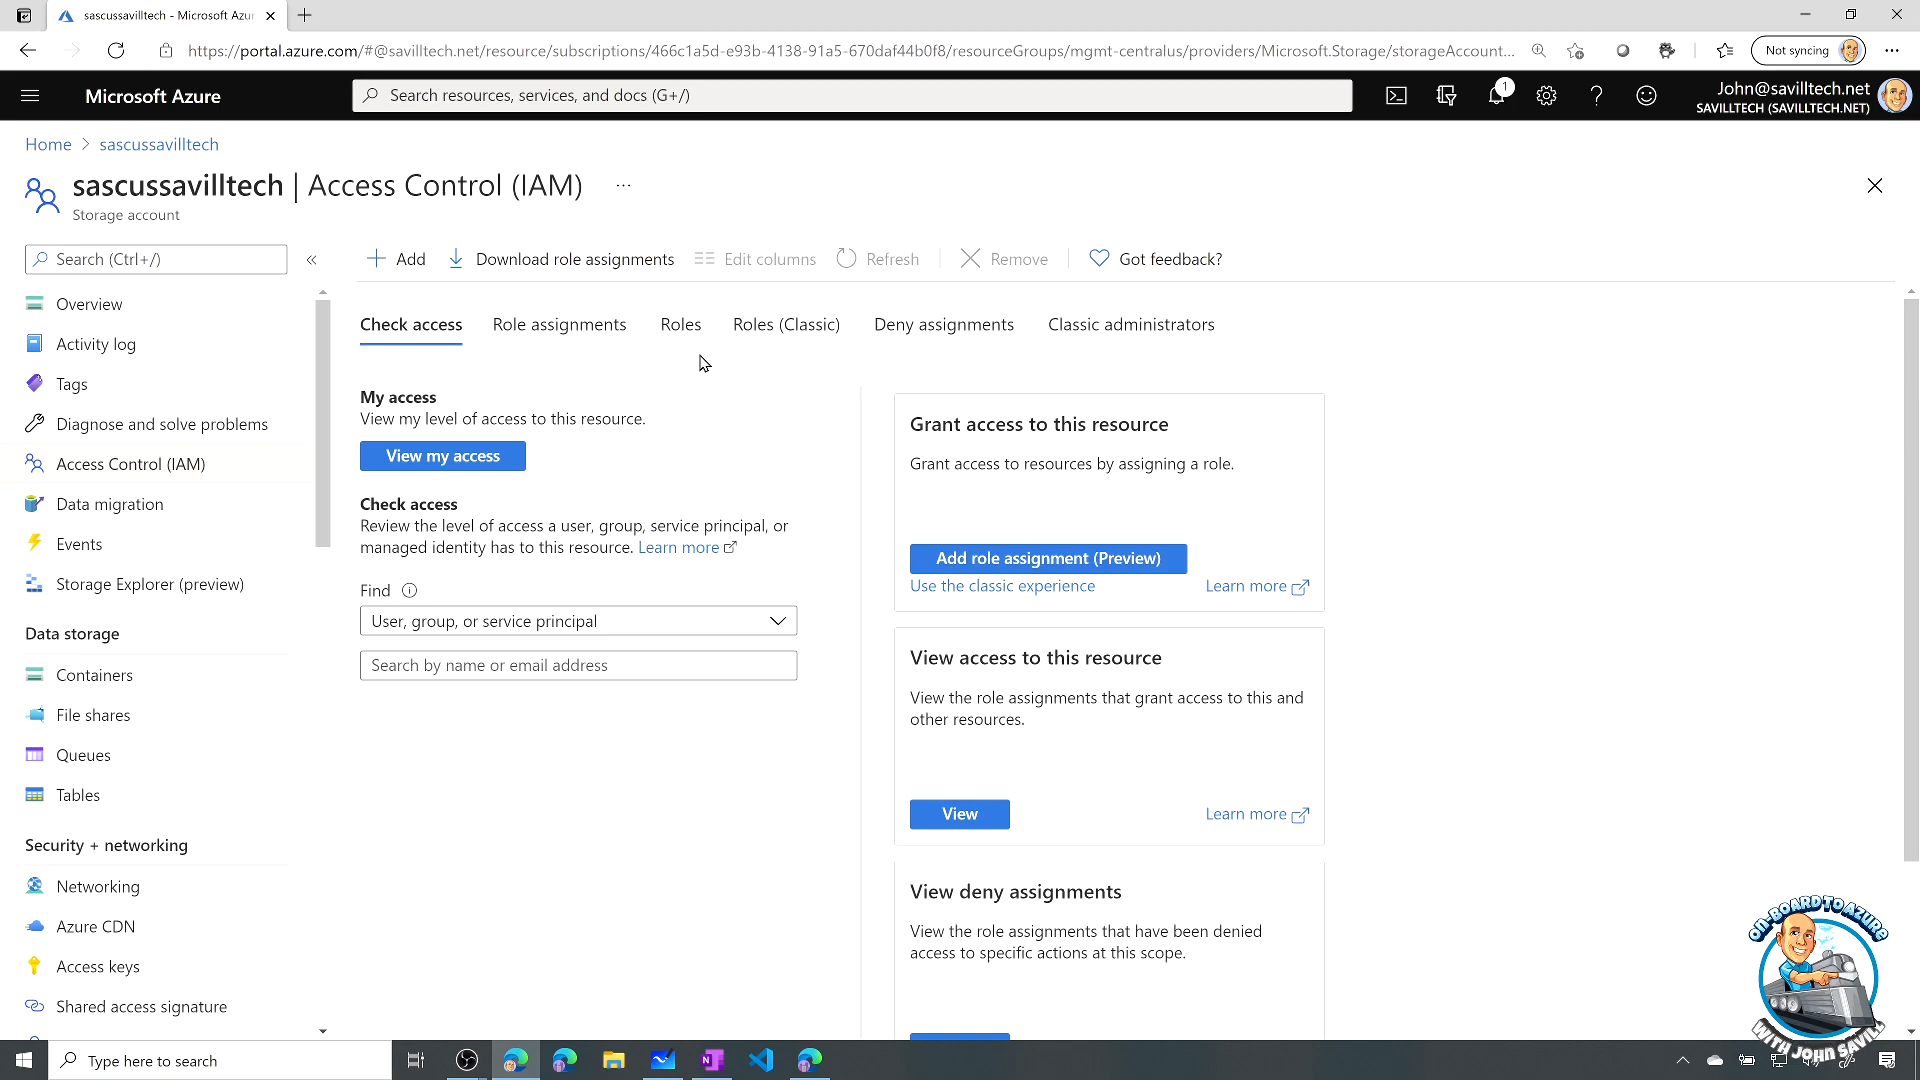 sascussavilltech - Microsoft Azu
https://portal.azure.com/#@savilltech.net/resource/subscriptions/466c1a5d-e93b-4138-91a5-670daf44b0f8/resourceGroups/mgmt-centralus/providers/Microsoft.Storage/storageAccount...
Not syncing
Microsoft Azure
Search resources, services, and docs (G+/)
1
John@savilltech.net
SAVILLTECH (SAVILLTECH.NET)
Home > sascussavilltech
sascussavilltech | Access Control (IAM) ...
Storage account
Search (Ctrl+/)
«
Add
Download role assignments
Edit columns
Refresh
Remove
Got feedback?
Overview
Activity log
Tags
Diagnose and solve problems
Access Control (IAM)
Data migration
Events
Storage Explorer (preview)
Data storage
Containers
File shares
Queues
Tables
Security + networking
Networking
Azure CDN
Access keys
Shared access signature
Check access
Role assignments
Roles
Roles (Classic)
Deny assignments
Classic administrators
My access
View my level of access to this resource.
View my access
Check access
Review the level of access a user, group, service principal, or
managed identity has to this resource. Learn more
Find
User, group, or service principal
Search by name or email address
Grant access to this resource
Grant access to resources by assigning a role.
Add role assignment (Preview)
Use the classic experience
Learn more
View access to this resource
View the role assignments that grant access to this and
other resources.
View
Learn more
View deny assignments
View the role assignments that have been denied
access to specific actions at this scope.
ON-BOARD TO AZURE
WITH JOHN SAVILL
Type here to search